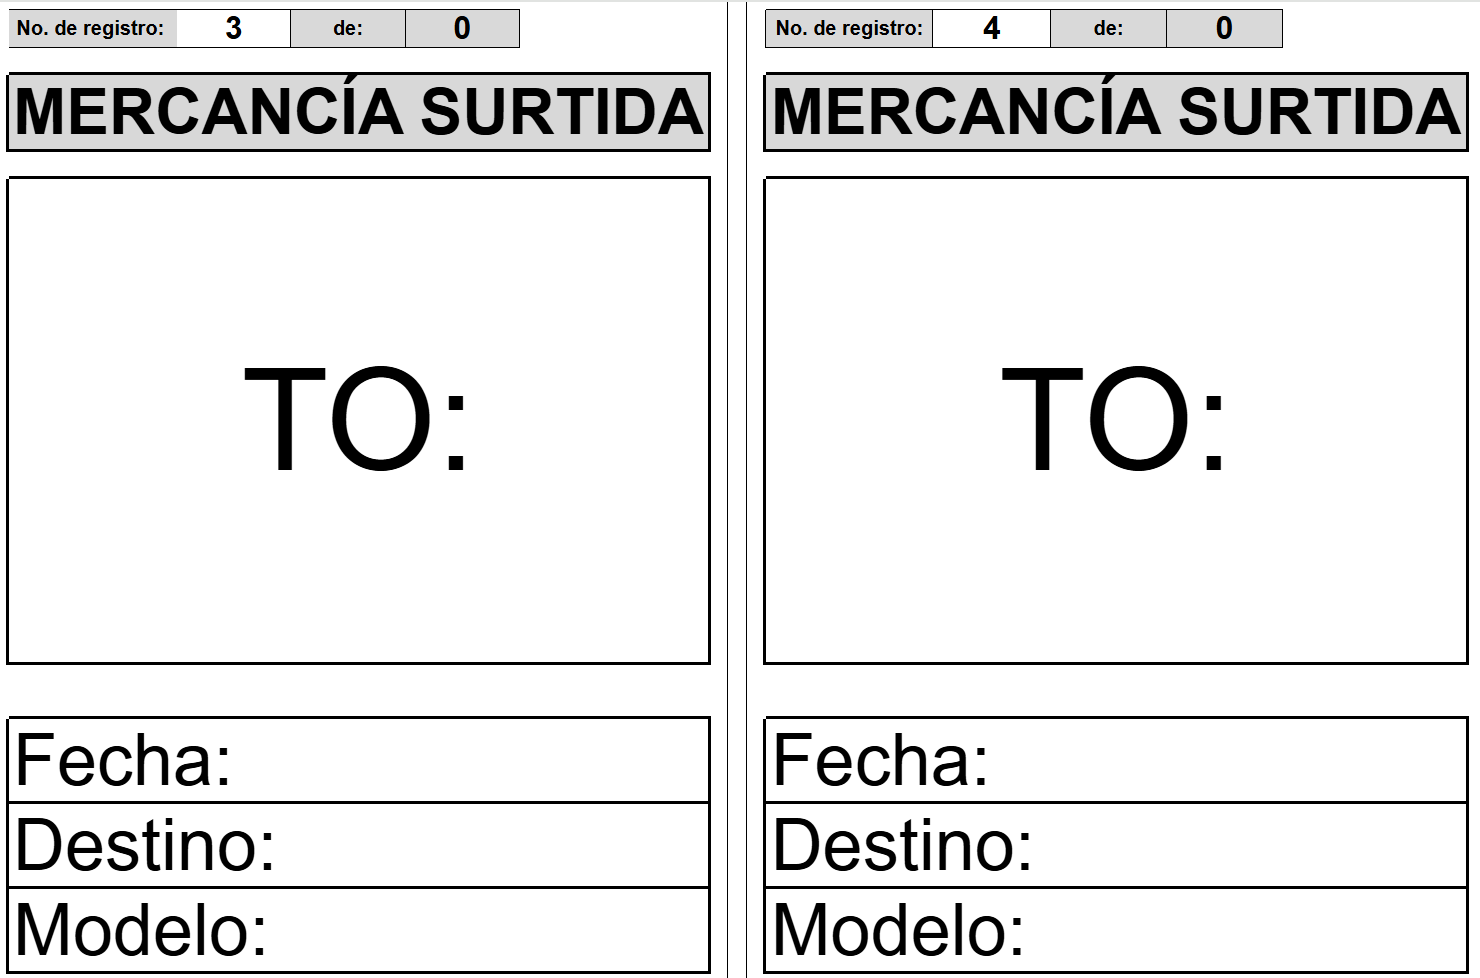 No. de registro: 3 de: 0
MERCANCÍA SURTIDA
TO:
Fecha:
Destino:
Modelo:
No. de registro: 4 de: 0
MERCANCÍA SURTIDA
TO:
Fecha:
Destino:
Modelo: